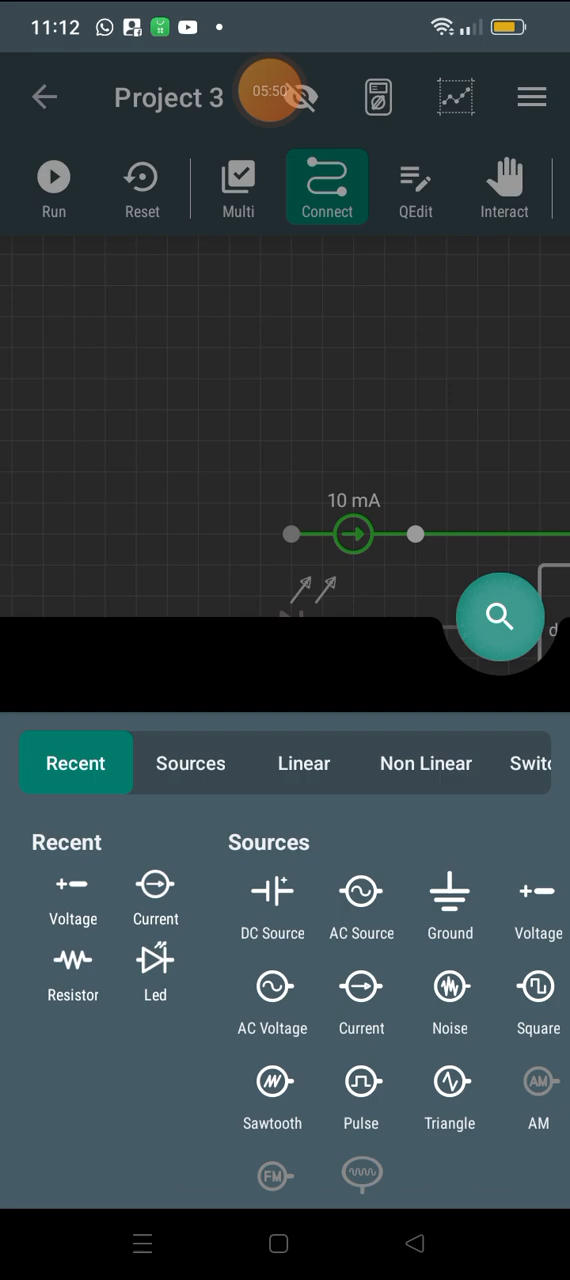 11:12
Project 3
05:50
Run
Reset
Multi
Connect
QEdit
Interact
10 mA
d
Recent
Sources
Linear
Non Linear
Recent
Voltage
Current
Resistor
Led
Sources
DC Source
AC Source
Ground
Voltage
AC Voltage
Current
Noise
Square
Sawtooth
Pulse
Triangle
AM
AM
FM